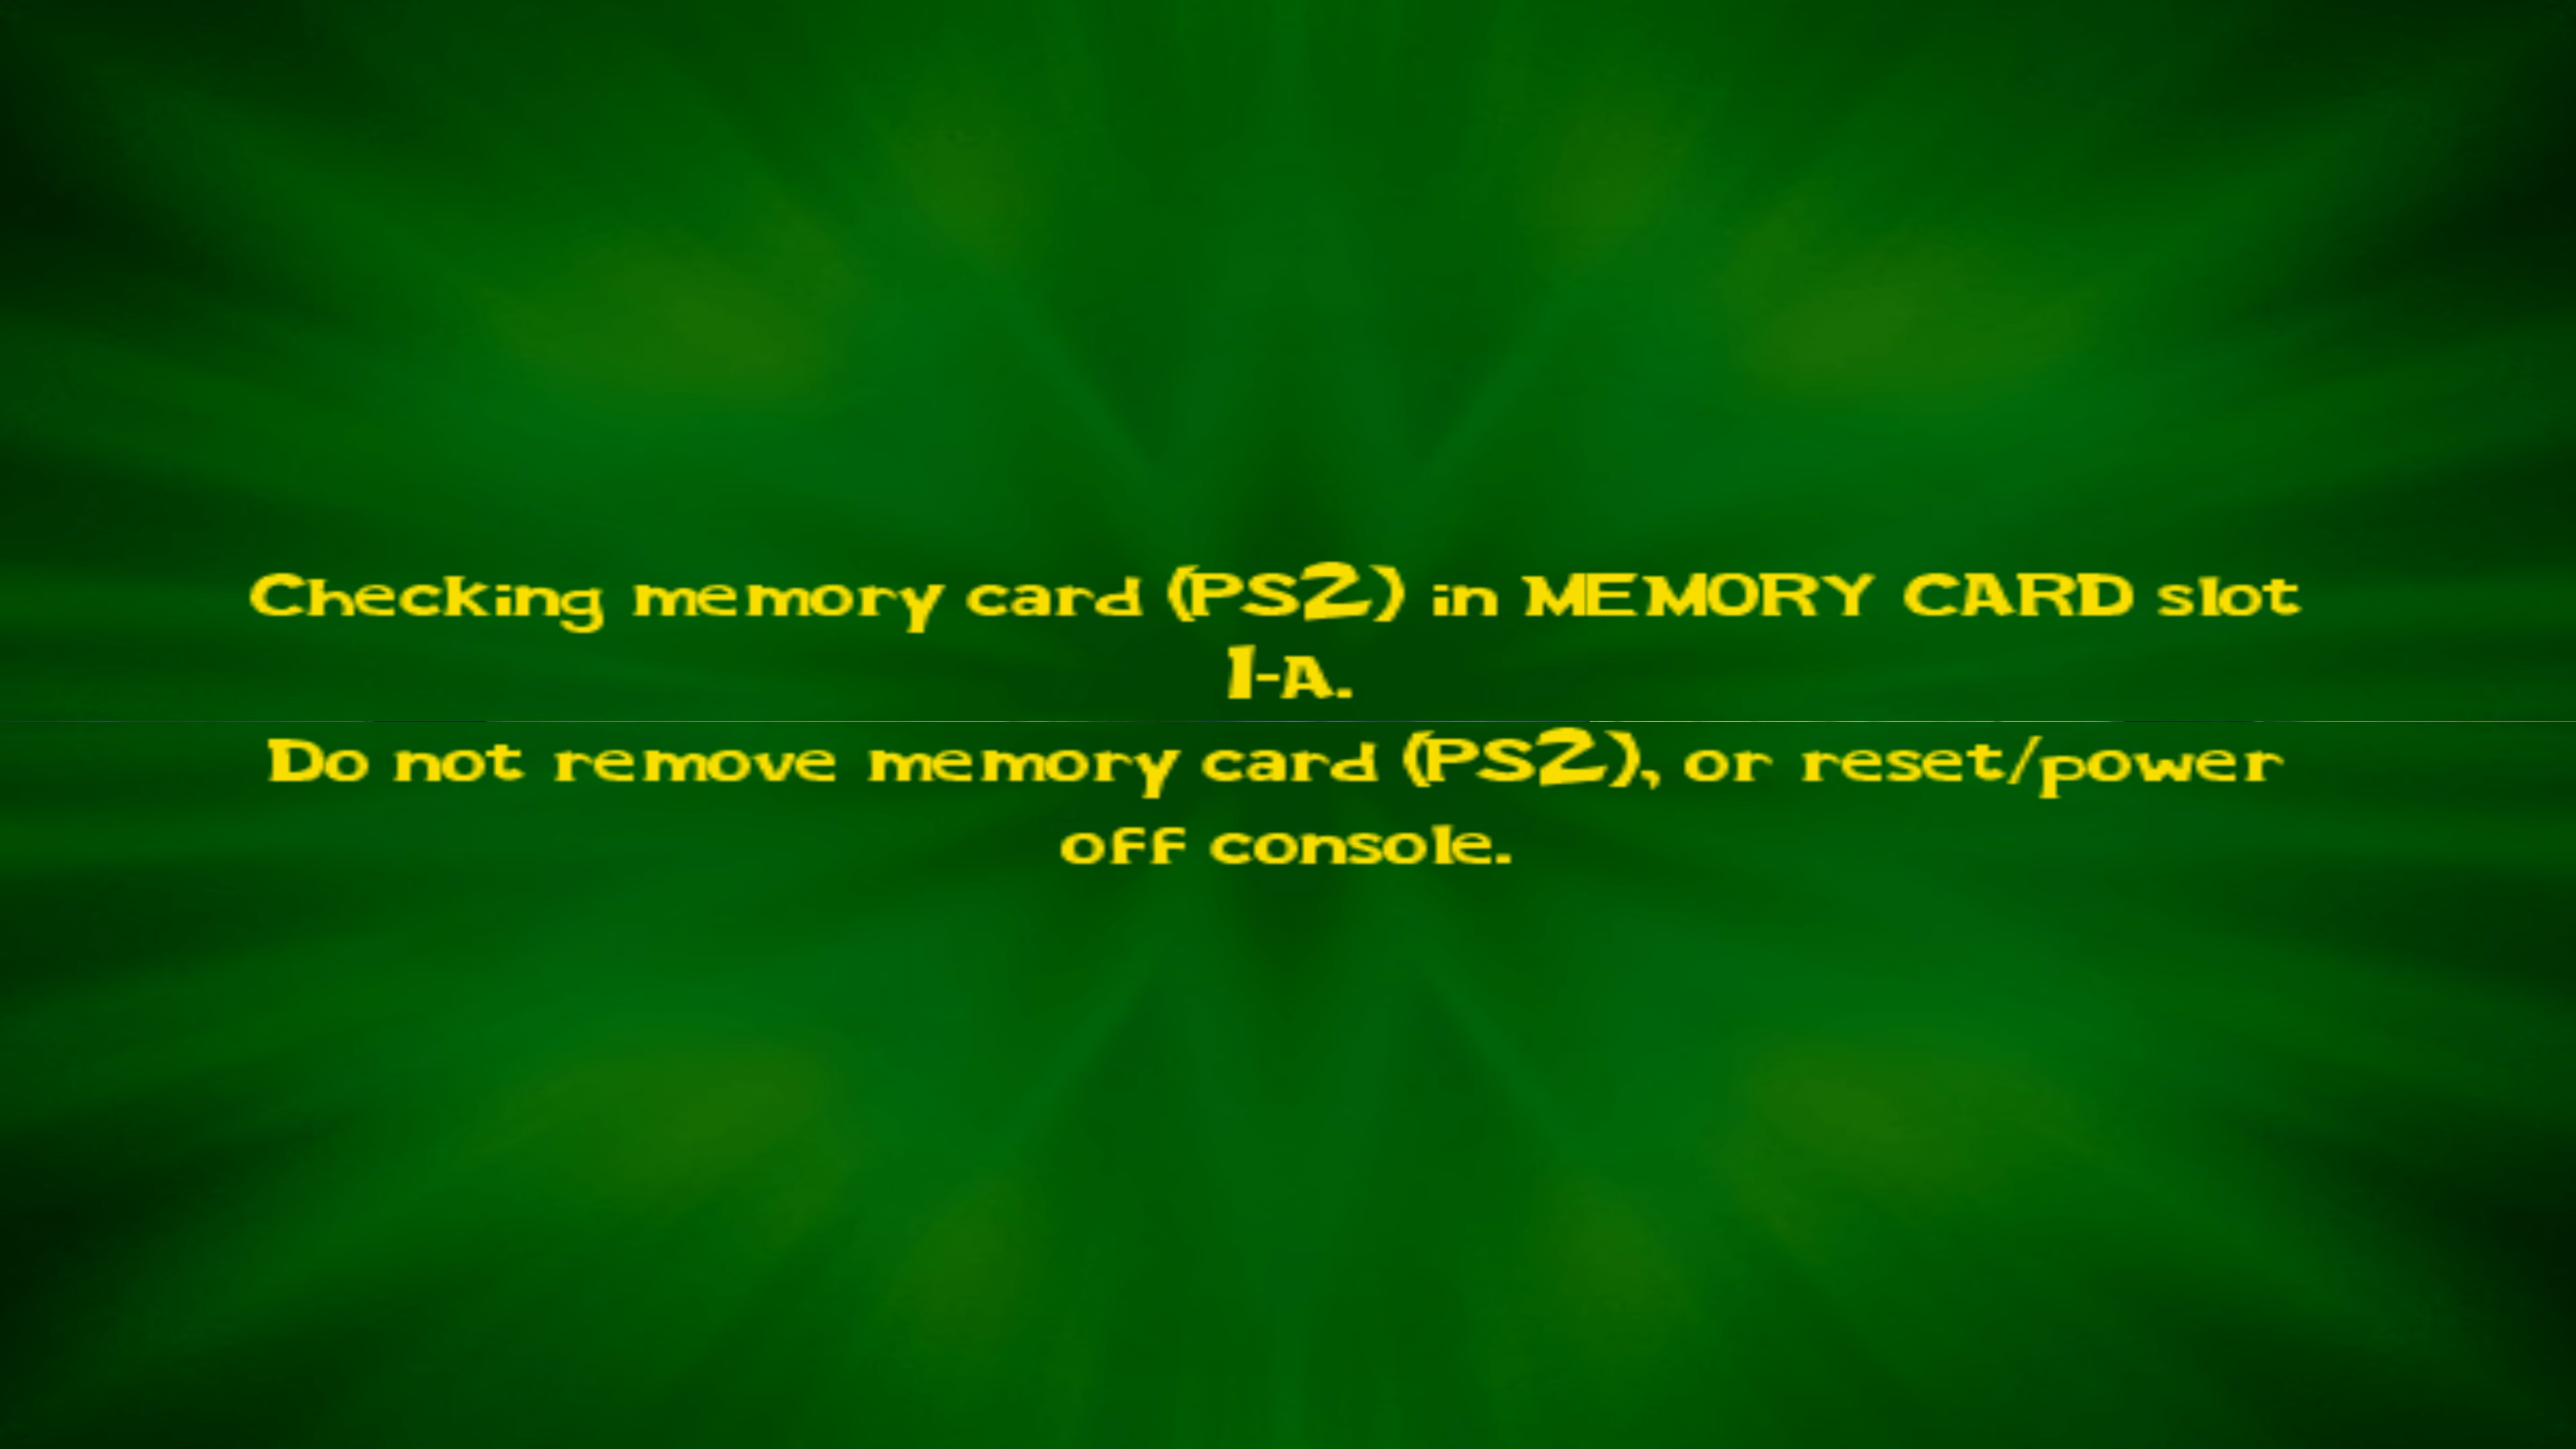 Checking memory card (PS2) in MEMORY CARD slot
1-A.
Do not remove memory card (PS2), or reset/power
off console.